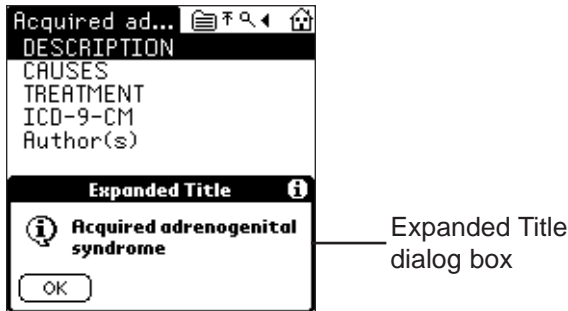 Acquired ad...
DESCRIPTION
CAUSES
TREATMENT
ICD-9-CM
Author(s)
Expanded Title
Acquired adrenogenital
syndrome
OK
Expanded Title
dialog box